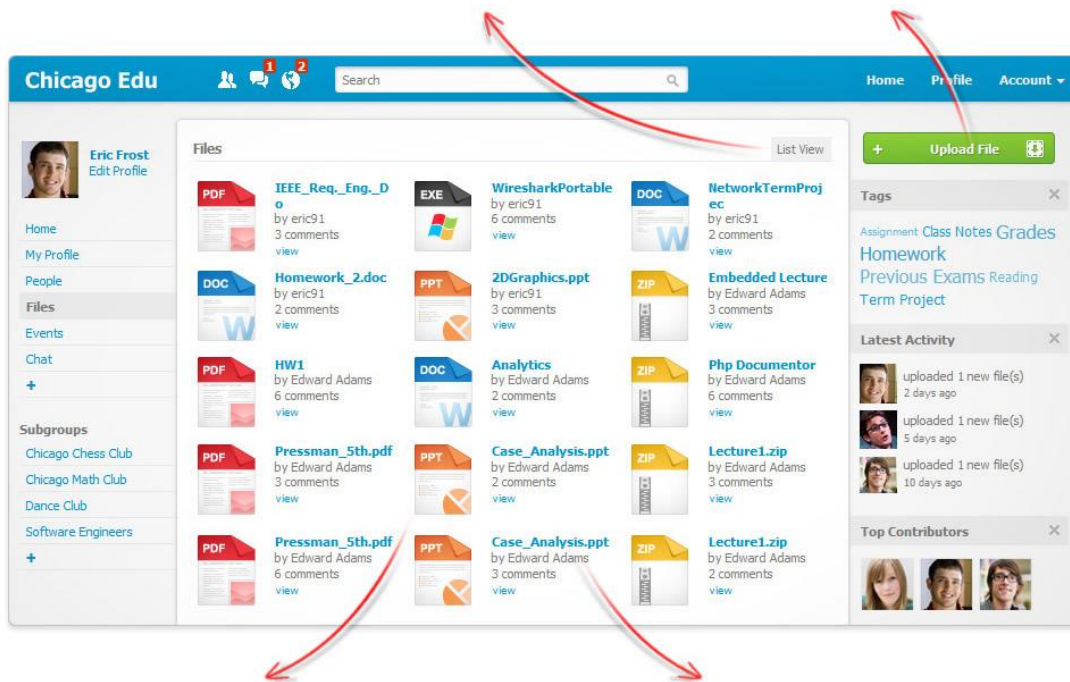 Chicago Edu
1
2
Search
Home
Profile
Account
Eric Frost
Edit Profile
Home
My Profile
People
Files
Events
Chat
+
Subgroups
Chicago Chess Club
Chicago Math Club
Dance Club
Software Engineers
+
Files
List View
PDF
IEEE_Req._Eng._D
o
by eric91
3 comments
view
EXE
WiresharkPortable
by eric91
6 comments
view
DOC
NetworkTermProj
ec
by eric91
2 comments
view
DOC
Homework_2.doc
by eric91
2 comments
view
PPT
2DGraphics.ppt
by eric91
3 comments
view
ZIP
Embedded Lecture
by Edward Adams
3 comments
view
PDF
HW1
by Edward Adams
6 comments
view
DOC
Analytics
by Edward Adams
2 comments
view
ZIP
Php Documentor
by Edward Adams
6 comments
view
PDF
Pressman_5th.pdf
by Edward Adams
3 comments
view
PPT
Case_Analysis.ppt
by Edward Adams
2 comments
view
ZIP
Lecture1.zip
by Edward Adams
3 comments
view
PDF
Pressman_5th.pdf
by Edward Adams
6 comments
view
PPT
Case_Analysis.ppt
by Edward Adams
3 comments
view
ZIP
Lecture1.zip
by Edward Adams
2 comments
view
+ Upload File
Tags
Assignment Class Notes Grades
Homework
Previous Exams Reading
Term Project
Latest Activity
uploaded 1 new file(s)
2 days ago
uploaded 1 new file(s)
5 days ago
uploaded 1 new file(s)
10 days ago
Top Contributors